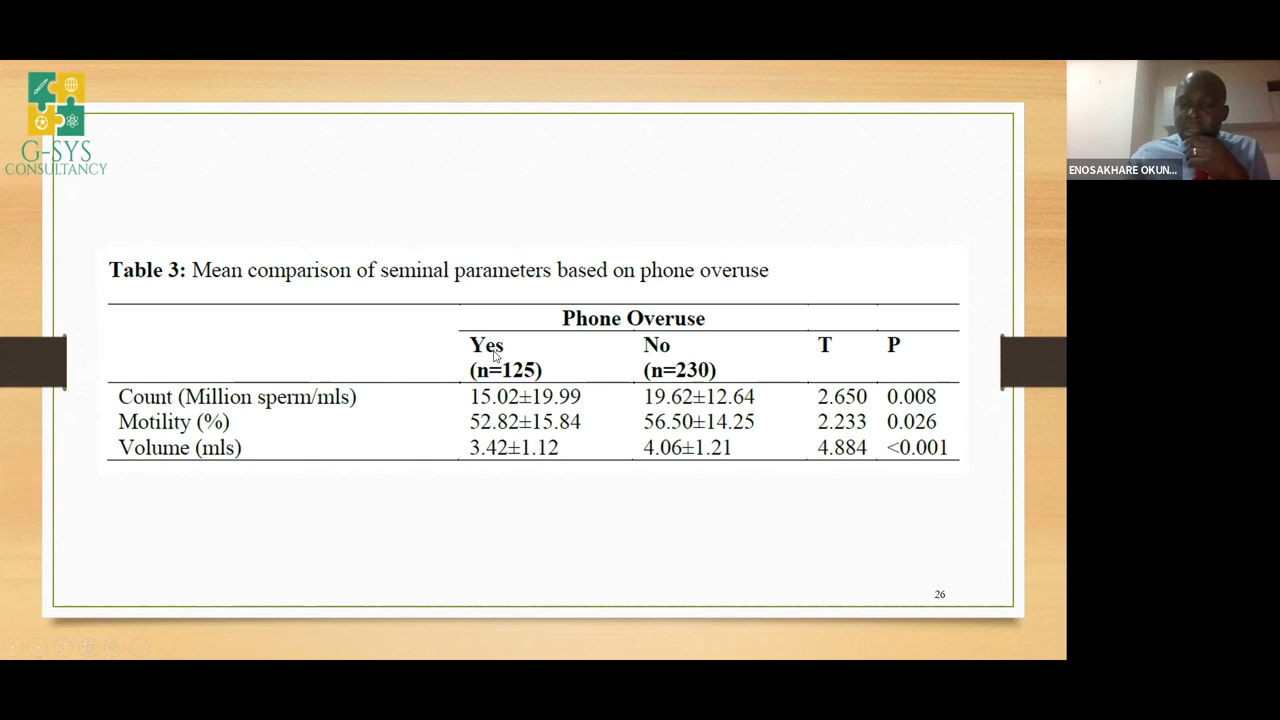 G-SYS
CONSULTANCY
ENOSAKHARE OKUN...
Table 3: Mean comparison of seminal parameters based on phone overuse
Phone Overuse
Yes No T P
(n=125) (n=230)
Count (Million sperm/mls) 15.02±19.99 19.62±12.64 2.650 0.008
Motility (%) 52.82±15.84 56.50±14.25 2.233 0.026
Volume (mls) 3.42±1.12 4.06±1.21 4.884 <0.001
26